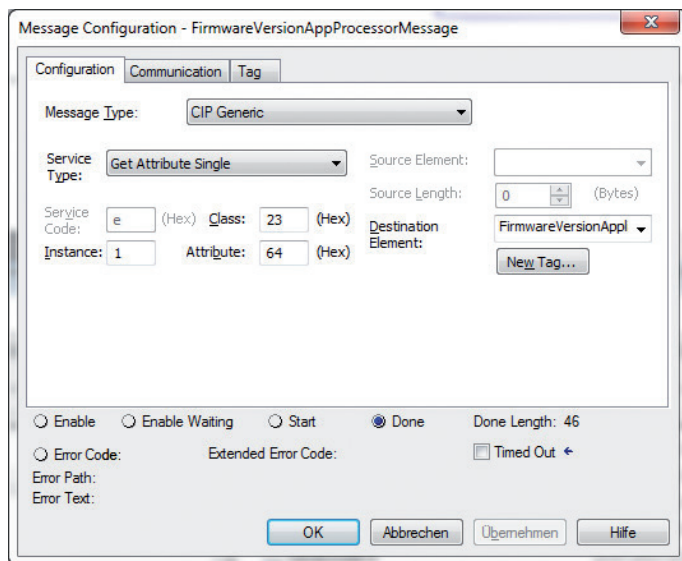 Message Configuration - FirmwareVersionAppProcessorMessage
Configuration Communication Tag
Message Type: CIP Generic
Service Type: Get Attribute Single
Source Element:
Source Length: 0 (Bytes)
Service Code: e (Hex) Class: 23 (Hex)
Destination Element: FirmwareVersionAppl
Instance: 1 Attribute: 64 (Hex)
New Tag...
Enable Enable Waiting Start Done Done Length: 46
Error Code: Extended Error Code: Timed Out
Error Path:
Error Text:
OK Abbrechen Übernehmen Hilfe